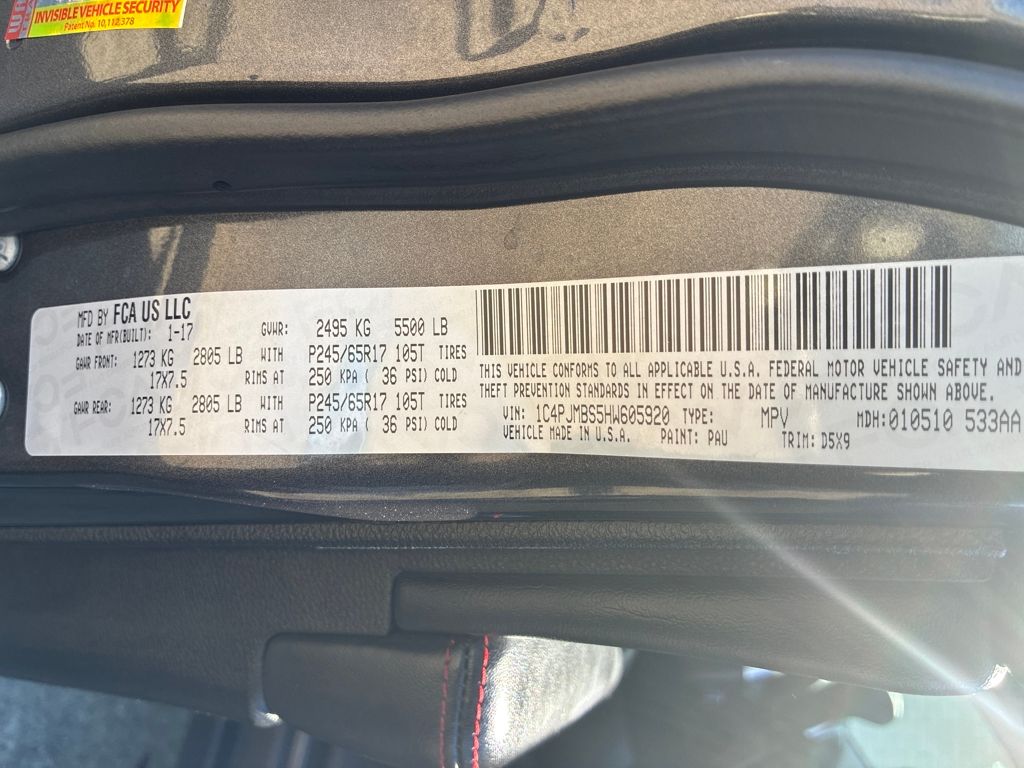 INVISIBLE VEHICLE SECURITY
Patent No. 10,112,378
MFD BY FCA US LLC
DATE OF MFR(BUILT): 1-17 GVWR: 2495 KG 5500 LB
GAWR FRONT: 1273 KG 2805 LB WITH P245/65R17 105T TIRES
17X7.5 RIMS AT 250 KPA ( 36 PSI) COLD
GAWR REAR: 1273 KG 2805 LB WITH P245/65R17 105T TIRES
17X7.5 RIMS AT 250 KPA ( 36 PSI) COLD
THIS VEHICLE CONFORMS TO ALL APPLICABLE U.S.A. FEDERAL MOTOR VEHICLE SAFETY AND
THEFT PREVENTION STANDARDS IN EFFECT ON THE DATE OF MANUFACTURE SHOWN ABOVE.
VIN: 1C4PJMBS5HW605920 TYPE: MPV MDH:010510 533AA
VEHICLE MADE IN U.S.A. PAINT: PAU TRIM: D5X9